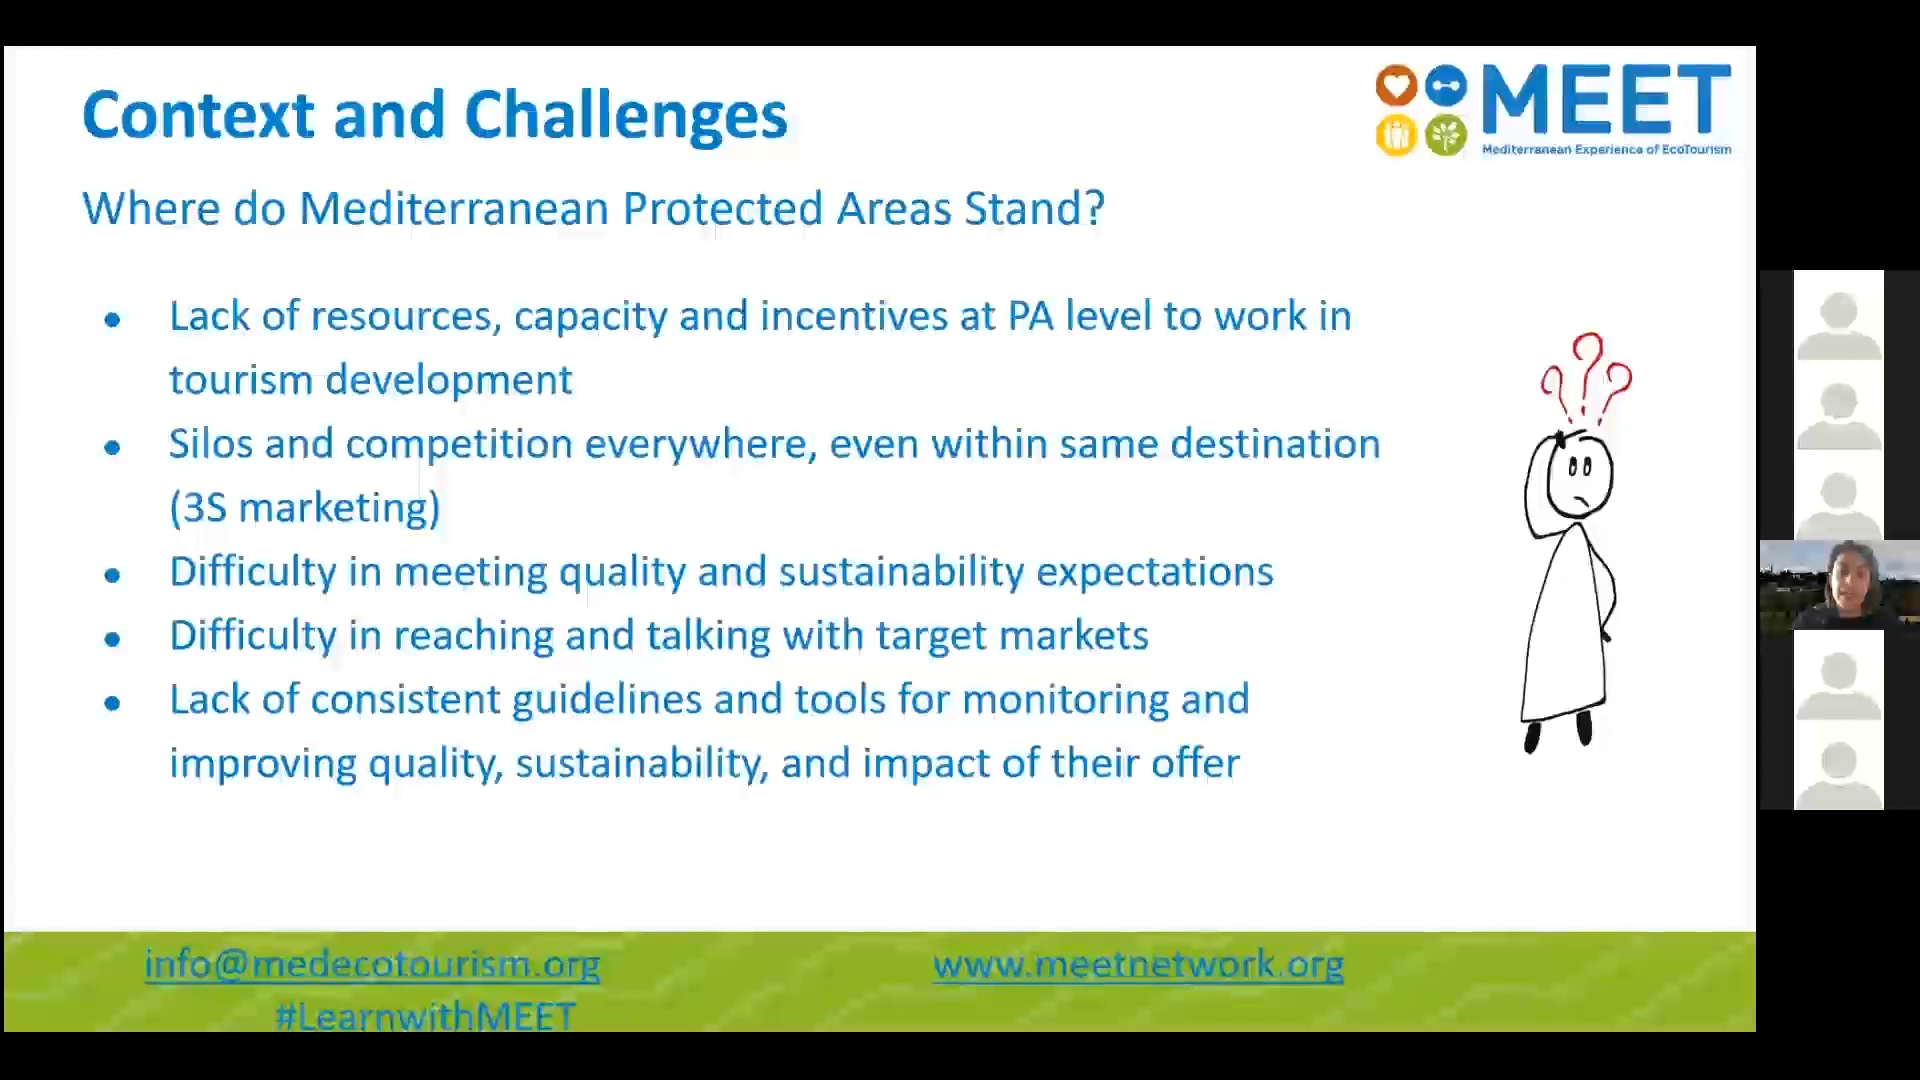 Context and Challenges
MEET
Mediterranean Experience of EcoTourism
Where do Mediterranean Protected Areas Stand?
• Lack of resources, capacity and incentives at PA level to work in
tourism development
• Silos and competition everywhere, even within same destination
(3S marketing)
• Difficulty in meeting quality and sustainability expectations
• Difficulty in reaching and talking with target markets
• Lack of consistent guidelines and tools for monitoring and
improving quality, sustainability, and impact of their offer
info@medecotourism.org
www.meetnetwork.org
#LearnwithMEET